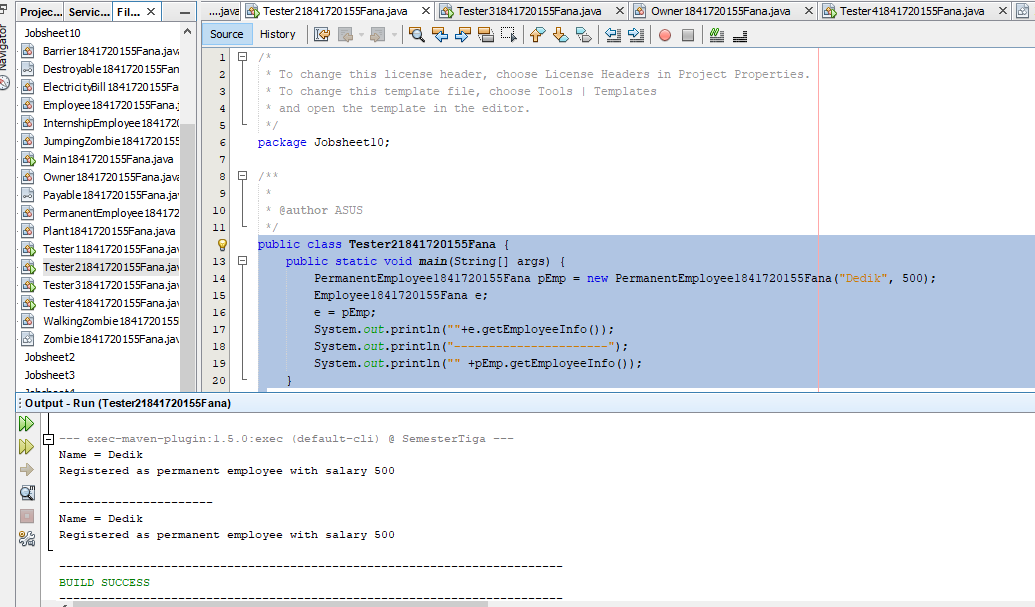 Projec...
Servic...
Fil...
Navigator
Jobsheet10
Barrier1841720155Fana.j
Destroyable1841720155Fan
ElectricityBill1841720155Fa
Employee1841720155Fana.j
InternshipEmployee184172
JumpingZombie184172015
Main1841720155Fana.java
Owner1841720155Fana.jav
Payable1841720155Fana.jav
PermanentEmployee184172
Plant1841720155Fana.java
Tester11841720155Fana.jav
Tester21841720155Fana.jav
Tester31841720155Fana.jav
Tester41841720155Fana.jav
WalkingZombie184172015
Zombie1841720155Fana.jav
Jobsheet2
Jobsheet3
....java
Tester21841720155Fana.java
Tester31841720155Fana.java
Owner1841720155Fana.java
Tester41841720155Fana.java
Source History
1 /*
2 * To change this license header, choose License Headers in Project Properties.
3 * To change this template file, choose Tools | Templates
4 * and open the template in the editor.
5 */
6 package Jobsheet10;
7
8 /**
9 *
10 * @author ASUS
11 */
public class Tester21841720155Fana {
13 public static void main(String[] args) {
14 PermanentEmployee1841720155Fana pEmp = new PermanentEmployee1841720155Fana("Dedik", 500);
15 Employee1841720155Fana e;
16 e = pEmp;
17 System.out.println(""+e.getEmployeeInfo());
18 System.out.println("----------------------");
19 System.out.println("" +pEmp.getEmployeeInfo());
20 }
Output - Run (Tester21841720155Fana)
--- exec-maven-plugin:1.5.0:exec (default-cli) @ SemesterTiga ---
Name = Dedik
Registered as permanent employee with salary 500
----------------------
Name = Dedik
Registered as permanent employee with salary 500
------------------------------------------------------------------------
BUILD SUCCESS
------------------------------------------------------------------------